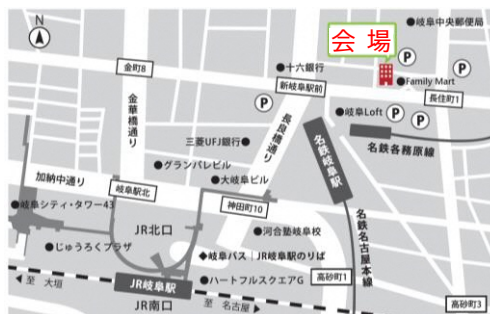 N
会場
岐阜中央郵便局
P
金町8
十六銀行
Family Mart
P
新岐阜駅前
長住町1
P
岐阜Loft
P
P
金華橋通り
長良橋通り
三菱UFJ銀行
名鉄岐阜駅
名鉄各務原線
グランパレビル
加納中通り
大岐阜ビル
岐阜駅北
岐阜シティ・タワー43
神田町10
名鉄名古屋本線
JR北口
河合塾岐阜校
じゅうろくプラザ
◆岐阜バス|JR岐阜駅のりば
至 大垣
JR岐阜駅
ハートフルスクエアG
高砂町1
JR南口
至 名古屋
高砂町3